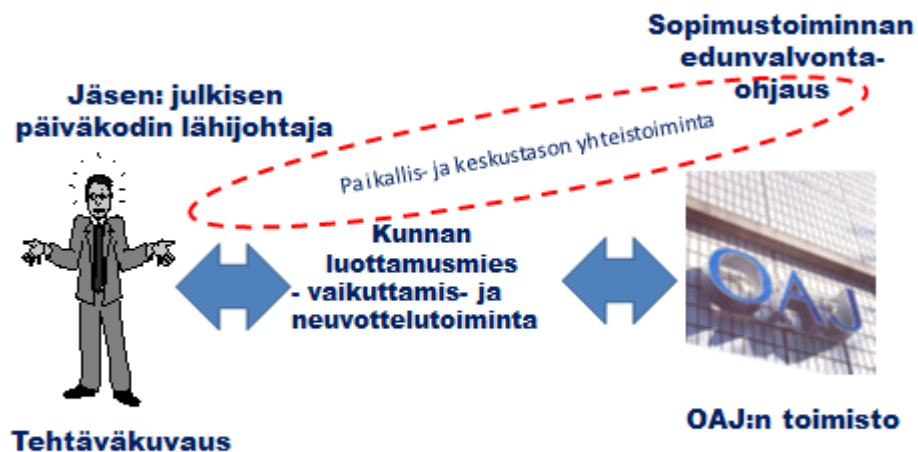 Sopimustoiminnan
edunvalvonta-
ohjaus
Jäsen: julkisen
päiväkodin lähijohtaja
Paikallis- ja keskustason yhteistoiminta
Kunnan
luottamusmies
- vaikuttamis- ja
neuvottelutoiminta
OAJ
OAJ:n toimisto
Tehtäväkuvaus